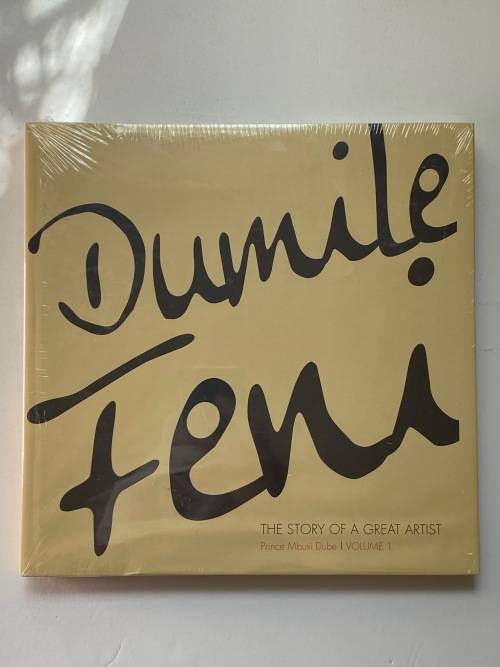 Dumile
Feni
THE STORY OF A GREAT ARTIST
Prince Mbusi Dube | VOLUME 1